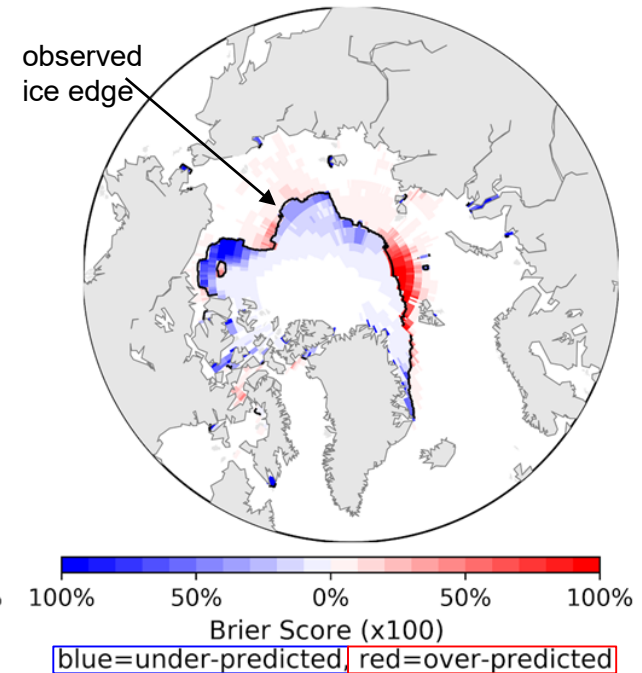 observed
ice edge
% 100% 50% 0% 50% 100%
Brier Score (x100)
blue=under-predicted, red=over-predicted